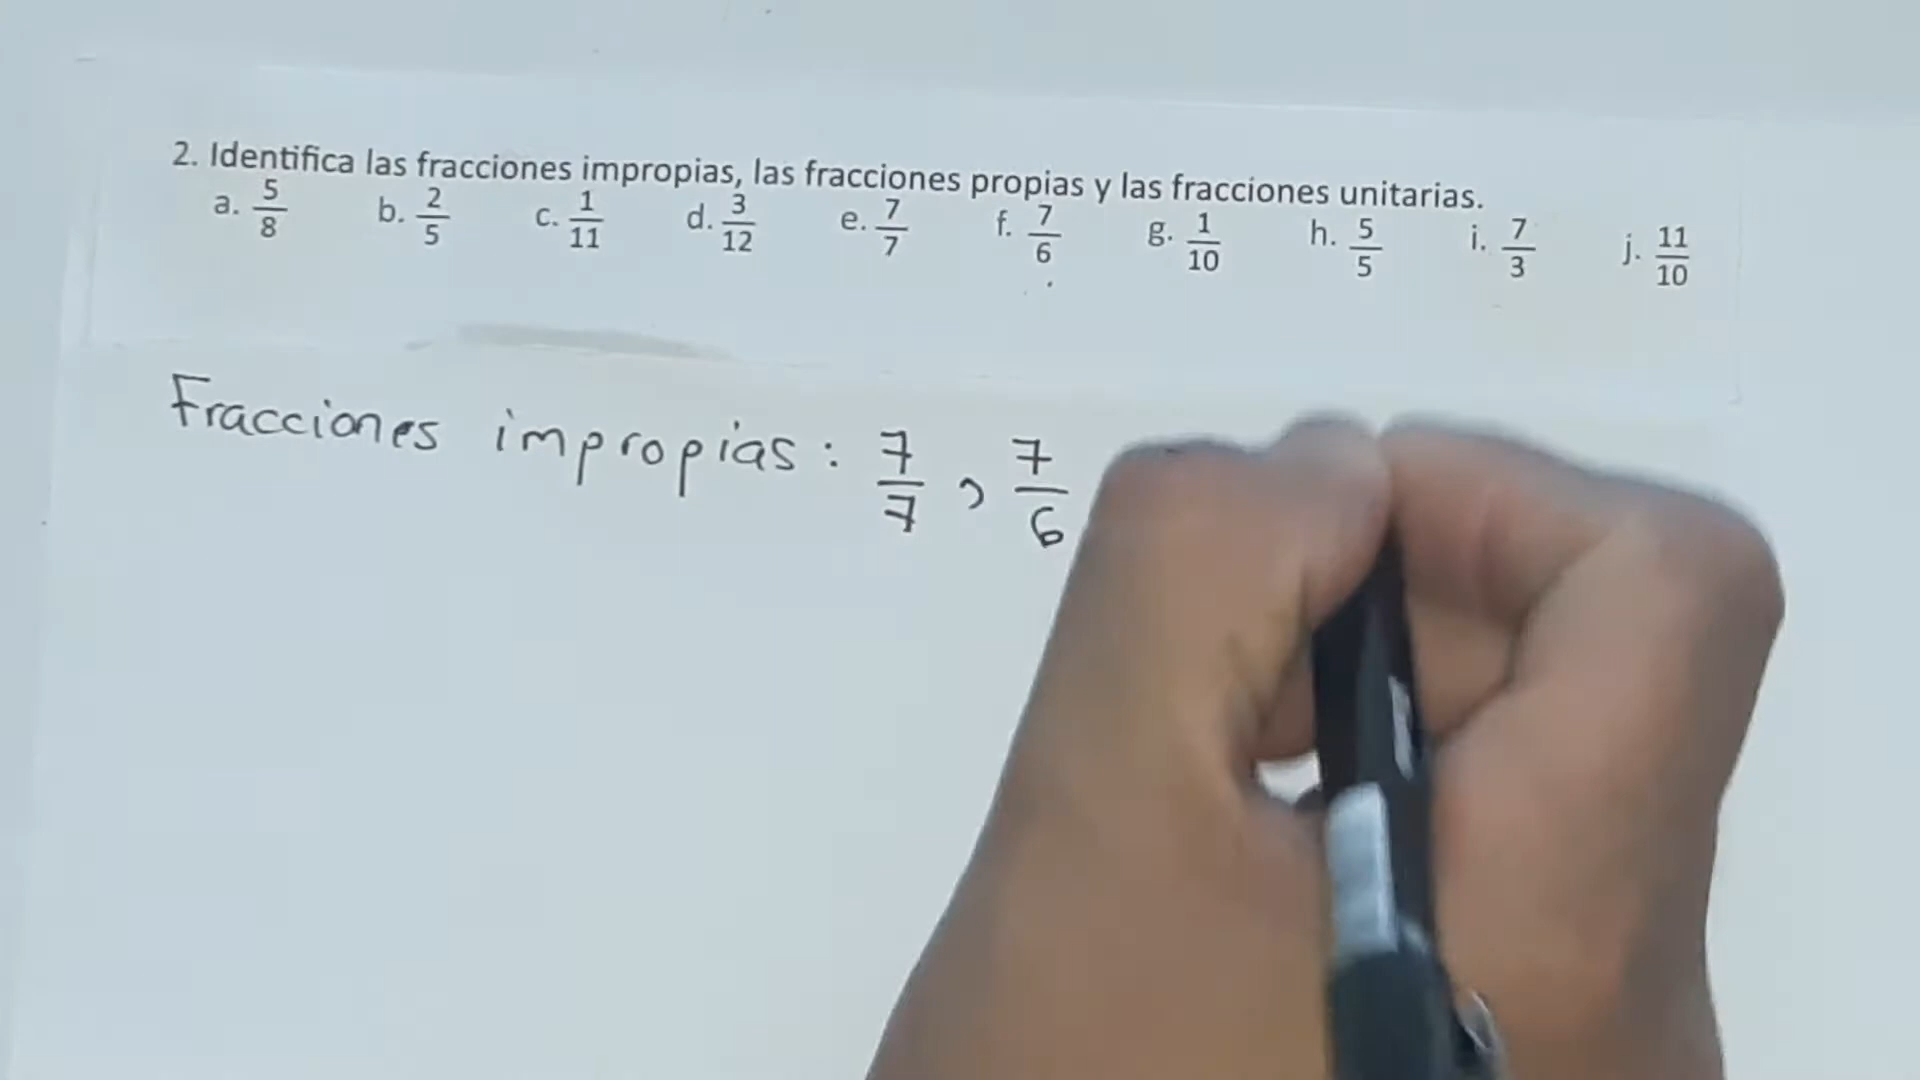 2. Identifica las fracciones impropias, las fracciones propias y las fracciones unitarias.
a. 5/8 b. 2/5 c. 1/11 d. 3/12 e. 7/7 f. 7/6 g. 1/10 h. 5/5 i. 7/3 j. 11/10
Fracciones impropias: 7/7, 7/6